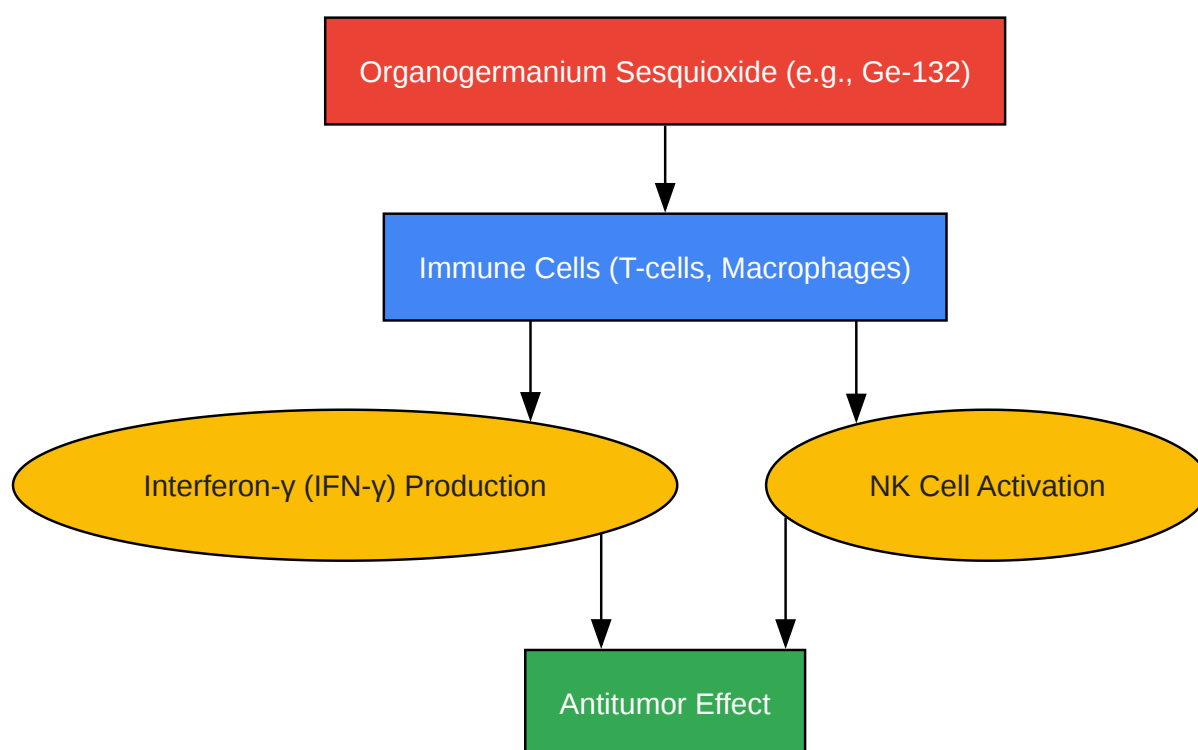 Organogermanium Sesquioxide (e.g., Ge-132)
Immune Cells (T-cells, Macrophages)
Interferon-γ (IFN-γ) Production
NK Cell Activation
Antitumor Effect